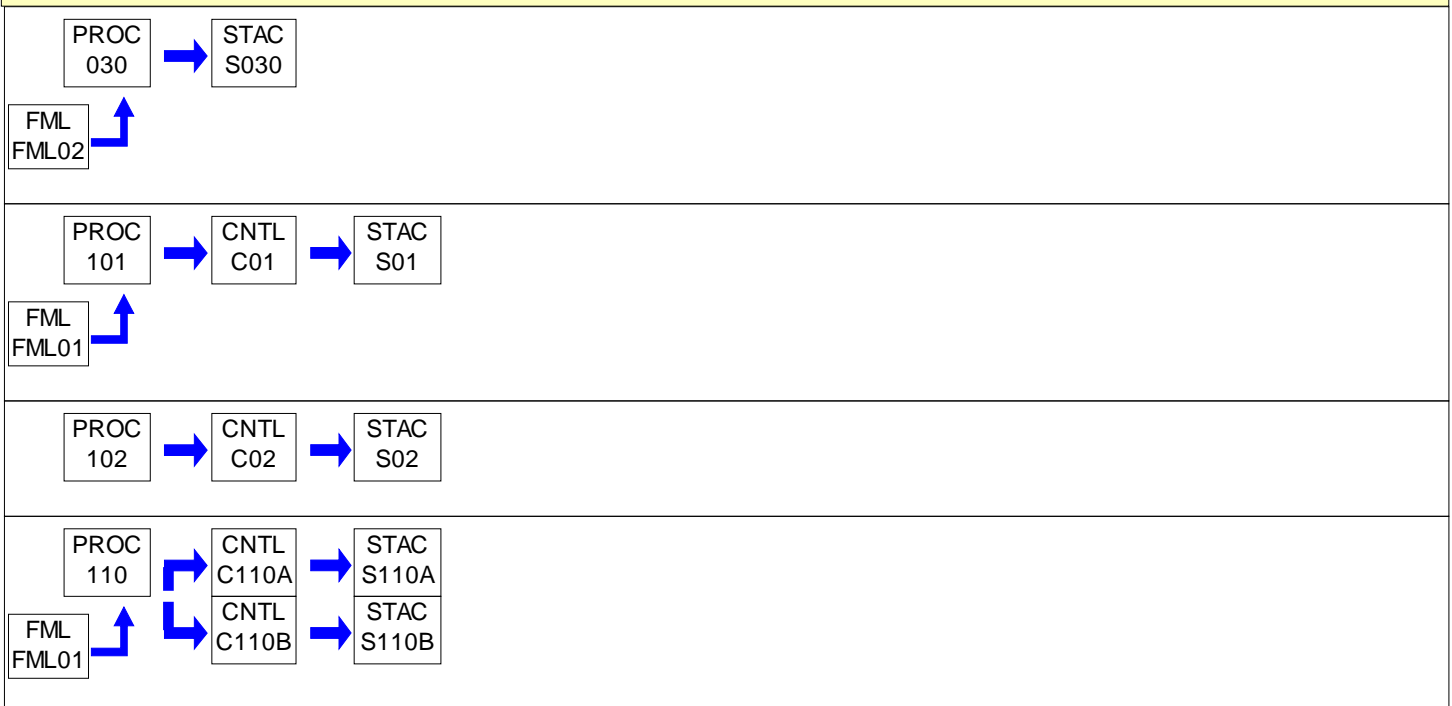 PROC
030
STAC
S030
FML
FML02
PROC
101
CNTL
C01
STAC
S01
FML
FML01
PROC
102
CNTL
C02
STAC
S02
PROC
110
CNTL
C110A
STAC
S110A
CNTL
C110B
STAC
S110B
FML
FML01